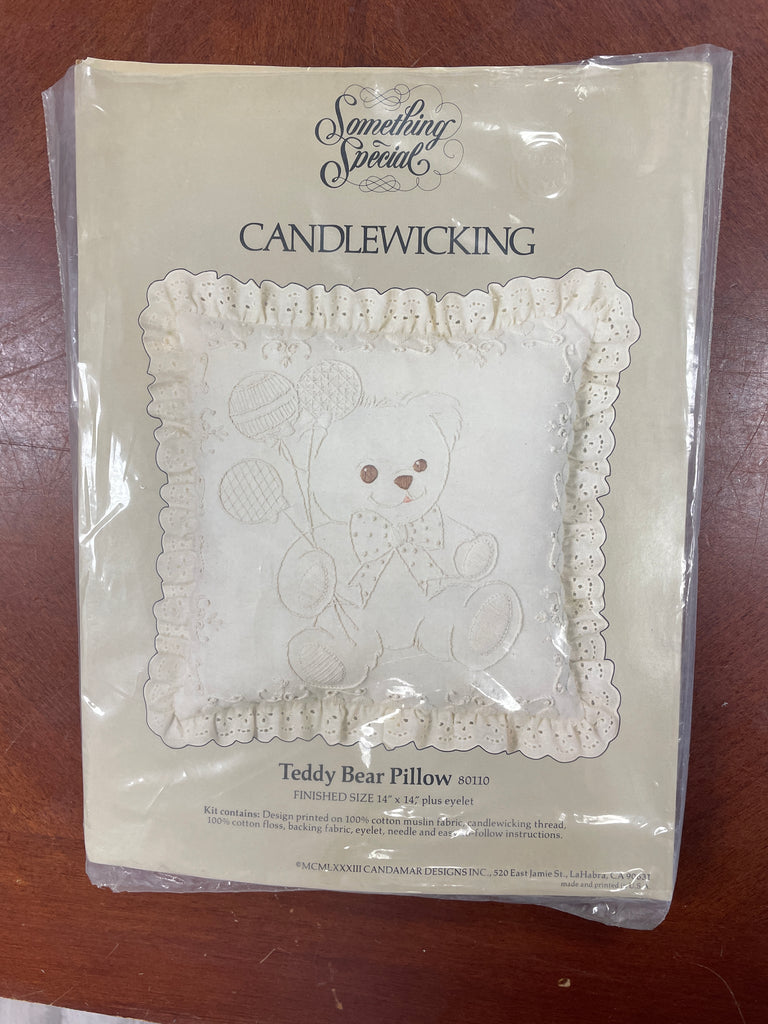 Something
Special
CANDLEWICKING
Teddy Bear Pillow 80110
FINISHED SIZE 14" x 14", plus eyelet
Kit contains: Design printed on 100% cotton muslin fabric, candlewicking thread,
100% cotton floss, backing fabric, eyelet, needle and easy-to-follow instructions.
©MCMLXXXIII CANDAMAR DESIGNS INC., 520 East Jamie St., LaHabra, CA 90631
made and printed in U.S.A.